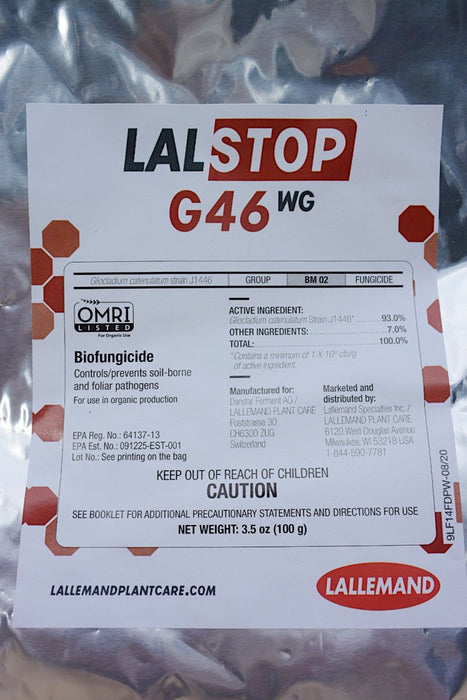 LALSTOP
G46 WG
Gliocladium catenulatum strain J1446 GROUP BM 02 FUNGICIDE
OMRI
LISTED
For Organic Use
Biofungicide
Controls/prevents soil-borne
and foliar pathogens
For use in organic production
EPA Reg. No.: 64137-13
EPA Est. No.: 091225-EST-001
Lot No.: See printing on the bag
ACTIVE INGREDIENT:
Gliocladium catenulatum Strain J1446* 93.0%
OTHER INGREDIENTS: 7.0%
TOTAL: 100.0%
*Contains a minimum of 1 X 10⁹ cfu/g
of active ingredient.
Manufactured for:
Danstar Ferment AG /
LALLEMAND PLANT CARE
Poststrasse 30
CH6300 ZUG
Switzerland
Marketed and
distributed by:
Lallemand Specialties Inc. /
LALLEMAND PLANT CARE
6120 West Douglas Avenue
Milwaukee, WI 53218 USA
1-844-590-7781
KEEP OUT OF REACH OF CHILDREN
CAUTION
SEE BOOKLET FOR ADDITIONAL PRECAUTIONARY STATEMENTS AND DIRECTIONS FOR USE
NET WEIGHT: 3.5 oz (100 g)
9LF14FDPW-08/20
LALLEMANDPLANTCARE.COM
LALLEMAND